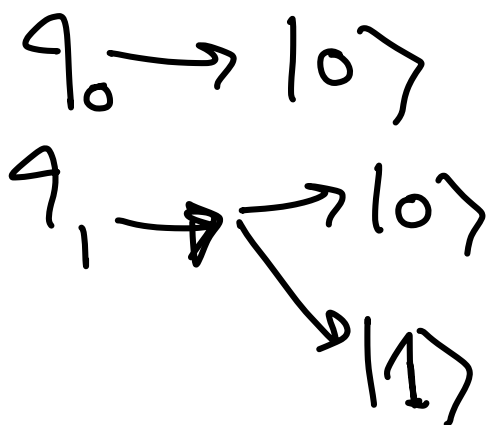 q₀ → |0⟩
q₁ → → |0⟩
→ |1⟩